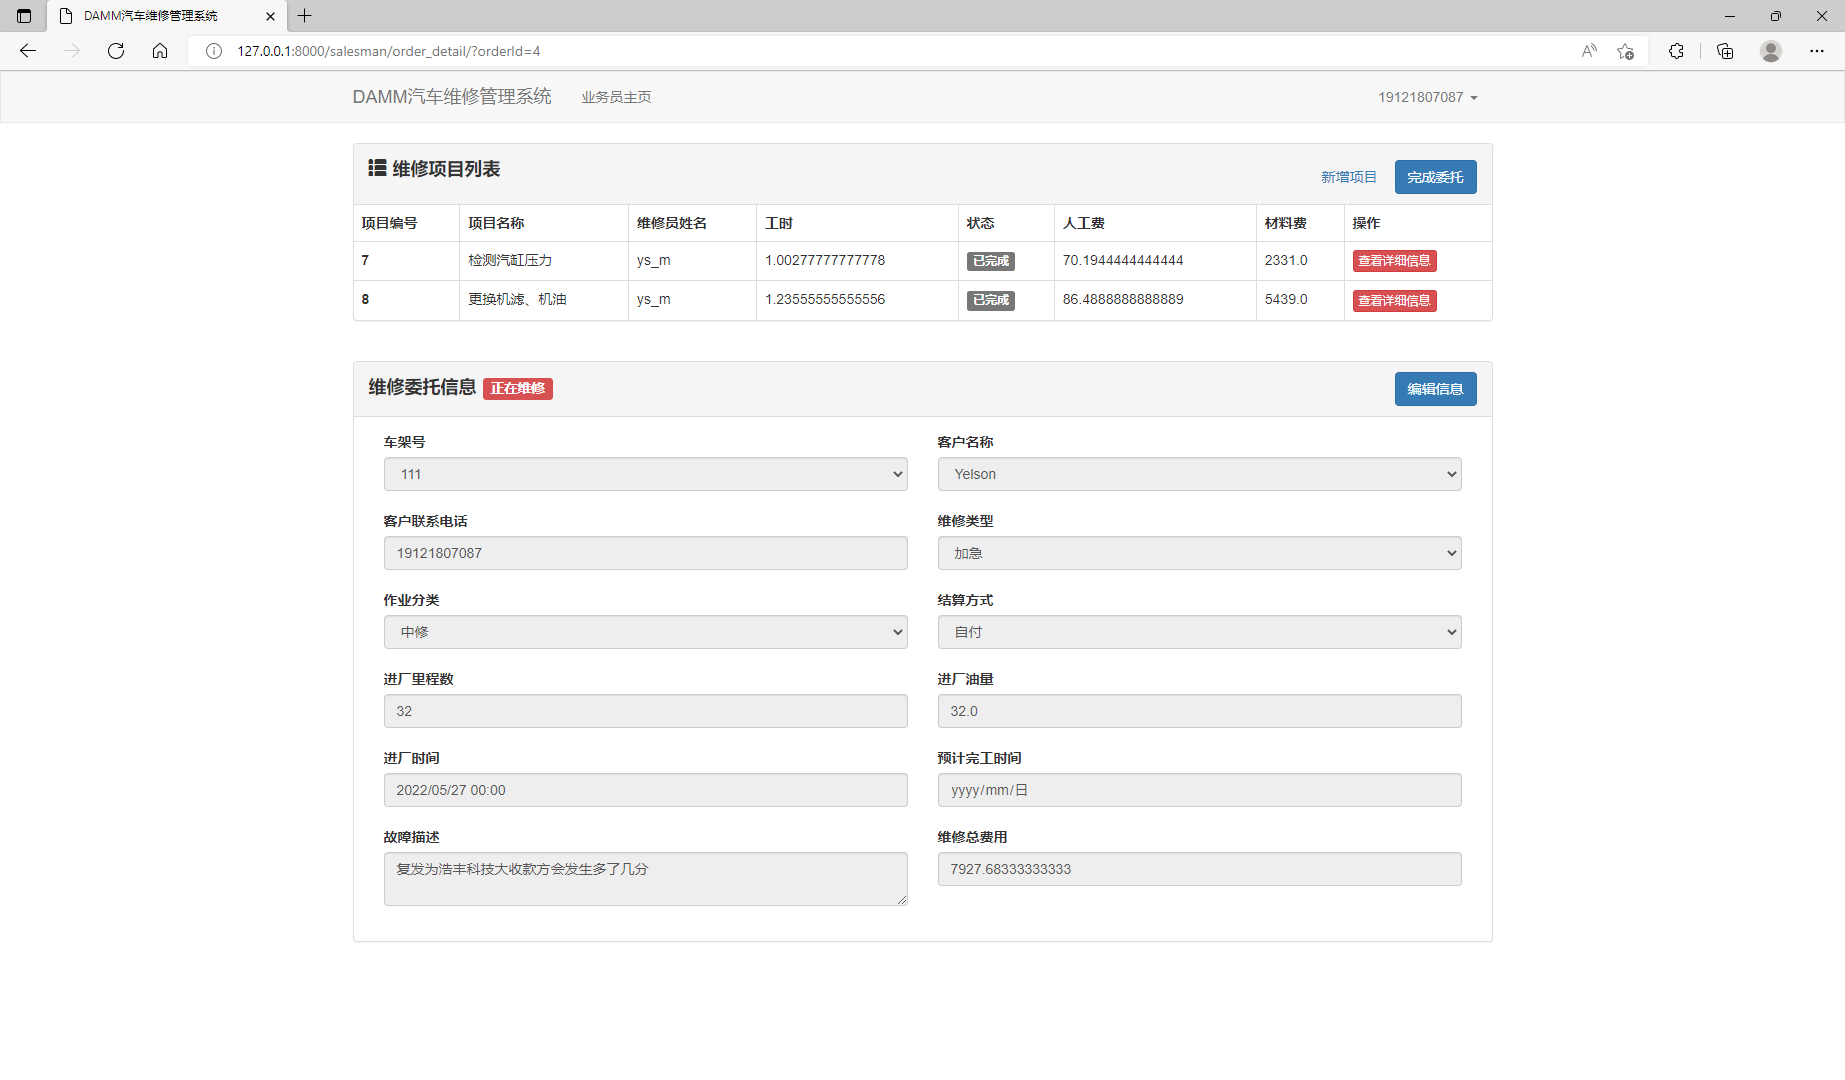 DAMM汽车维修管理系统
127.0.0.1:8000/salesman/order_detail/?orderId=4
DAMM汽车维修管理系统 业务员主页 19121807087
维修项目列表 新增项目 完成委托
项目编号 项目名称 维修员姓名 工时 状态 人工费 材料费 操作
7 检测汽缸压力 ys_m 1.00277777777778 已完成 70.1944444444444 2331.0 查看详细信息
8 更换机滤、机油 ys_m 1.23555555555556 已完成 86.4888888888889 5439.0 查看详细信息
维修委托信息 正在维修 编辑信息
车架号 客户名称
111 Yelson
客户联系电话 维修类型
19121807087 加急
作业分类 结算方式
中修 自付
进厂里程数 进厂油量
32 32.0
进厂时间 预计完工时间
2022/05/27 00:00 yyyy/mm/日
故障描述 维修总费用
复发为浩丰科技大收款方会发生多了几分 7927.68333333333